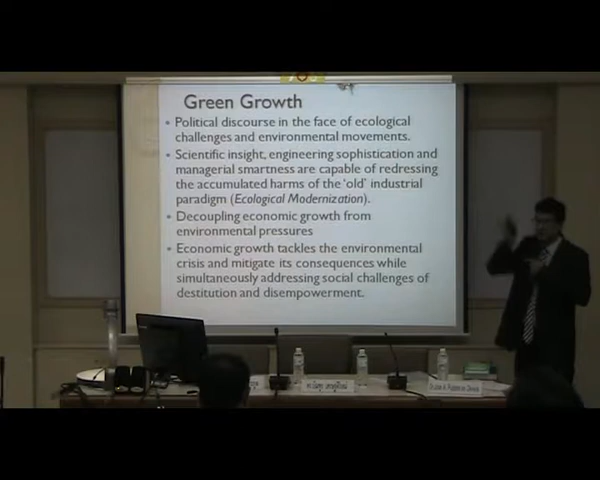 Green Growth
• Political discourse in the face of ecological
challenges and environmental movements.
• Scientific insight, engineering sophistication and
managerial smartness are capable of redressing
the accumulated harms of the 'old' industrial
paradigm (Ecological Modernization).
• Decoupling economic growth from
environmental pressures
• Economic growth tackles the environmental
crisis and mitigate its consequences while
simultaneously addressing social challenges of
destitution and disempowerment.